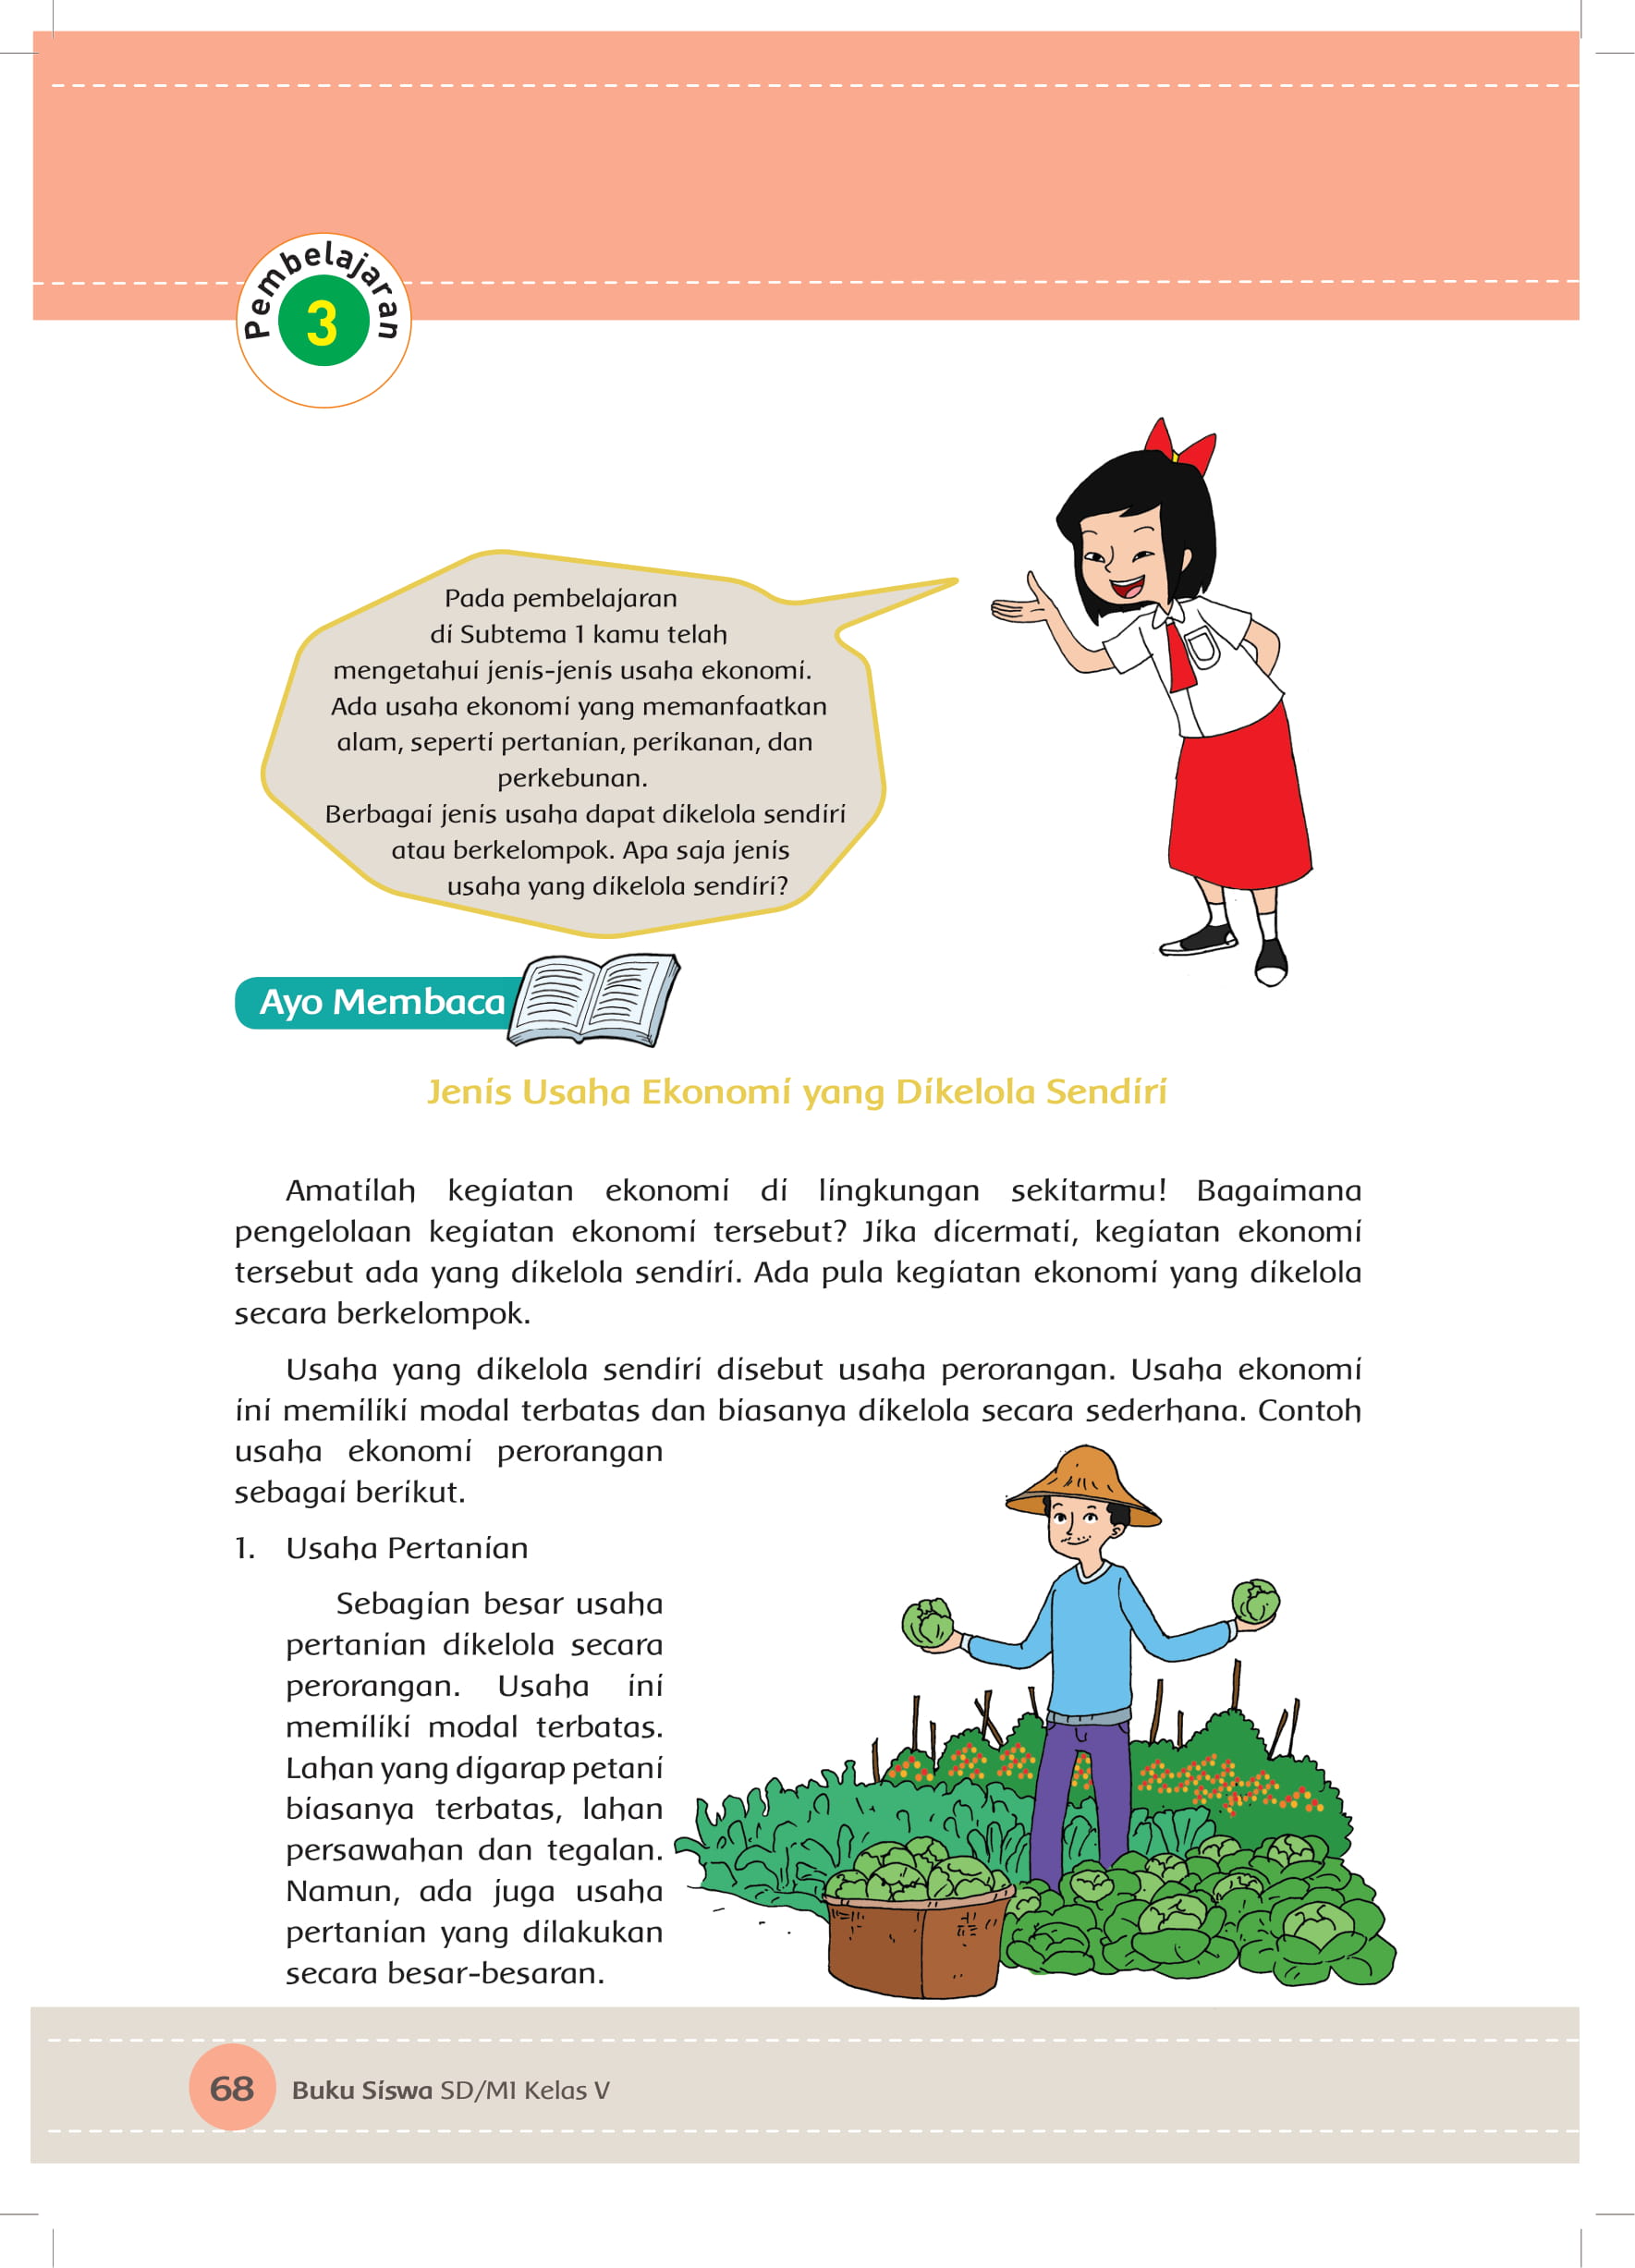 Pembelajaran
3
Pada pembelajaran
di Subtema 1 kamu telah
mengetahui jenis-jenis usaha ekonomi.
Ada usaha ekonomi yang memanfaatkan
alam, seperti pertanian, perikanan, dan
perkebunan.
Berbagai jenis usaha dapat dikelola sendiri
atau berkelompok. Apa saja jenis
usaha yang dikelola sendiri?
Ayo Membaca
Jenis Usaha Ekonomi yang Dikelola Sendiri
Amatilah kegiatan ekonomi di lingkungan sekitarmu! Bagaimana
pengelolaan kegiatan ekonomi tersebut? Jika dicermati, kegiatan ekonomi
tersebut ada yang dikelola sendiri. Ada pula kegiatan ekonomi yang dikelola
secara berkelompok.
Usaha yang dikelola sendiri disebut usaha perorangan. Usaha ekonomi
ini memiliki modal terbatas dan biasanya dikelola secara sederhana. Contoh
usaha ekonomi perorangan
sebagai berikut.
1. Usaha Pertanian
Sebagian besar usaha
pertanian dikelola secara
perorangan. Usaha ini
memiliki modal terbatas.
Lahan yang digarap petani
biasanya terbatas, lahan
persawahan dan tegalan.
Namun, ada juga usaha
pertanian yang dilakukan
secara besar-besaran.
68 Buku Siswa SD/MI Kelas V